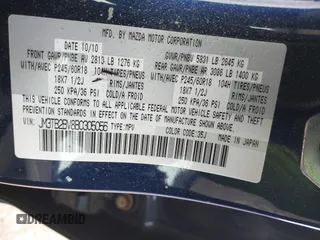 MFD. BY MAZDA MOTOR CORPORATION
DATE 10/10
GVWR/PNBV 5831 LB 2645 KG
FRONT GAWR/PNBE AV 2813 LB 1276 KG
REAR GAWR/PNBE AR 3086 LB 1400 KG
WITH/AVEC P245/60R18 104H TIRES/PNEUS
WITH/AVEC P245/60R18 104H TIRES/PNEUS
18X7 1/2J RIMS/JANTES
18X7 1/2J RIMS/JANTES
250 KPA/36 PSI COLD/A FROID
250 KPA/36 PSI COLD/A FROID
THIS VEHICLE CONFORMS TO ALL APPLICABLE FEDERAL MOTOR VEHICLE SAFETY, BUMPER, AND THEFT
PREVENTION STANDARDS IN EFFECT ON THE DATE OF MANUFACTURE SHOWN ABOVE.
TYPE:MPV
COLOR:35J
MADE IN JAPAN
AUTOBIDMASTER